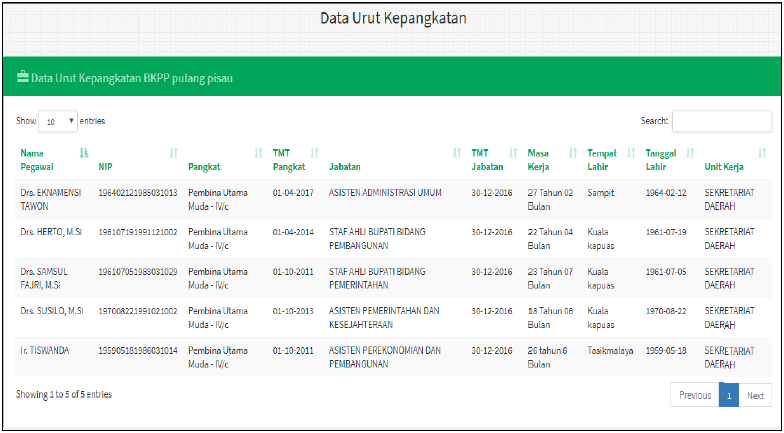 Data Urut Kepangkatan
Data Urut Kepangkatan BKPP pulang pisau
Show 10 entries Search:
Nama Pegawai NIP Pangkat TMT Pangkat Jabatan TMT Jabatan Masa Kerja Tempat Lahir Tanggal Lahir Unit Kerja
Drs. EKNAMENSI TAWON 196402121985031013 Pembina Utama Muda - IV/c 01-04-2017 ASISTEN ADMINISTRASI UMUM 30-12-2016 27 Tahun 02 Bulan Sampit 1964-02-12 SEKRETARIAT DAERAH
Drs. HERTO, M.Si 196107191991121002 Pembina Utama Muda - IV/c 01-04-2014 STAF AHLI BUPATI BIDANG PEMBANGUNAN 30-12-2016 22 Tahun 04 Bulan Kuala kapuas 1961-07-19 SEKRETARIAT DAERAH
Drs. SAMSUL FAJRI, M.Si 196107051983031029 Pembina Utama Muda - IV/c 01-10-2011 STAF AHLI BUPATI BIDANG PEMERINTAHAN 30-12-2016 23 Tahun 07 Bulan Kuala kapuas 1961-07-05 SEKRETARIAT DAERAH
Drs. SUSILO, M.Si 197008221991021002 Pembina Utama Muda - IV/c 01-10-2013 ASISTEN PEMERINTAHAN DAN KESEJAHTERAAN 30-12-2016 18 Tahun 06 Bulan Kuala kapuas 1970-08-22 SEKRETARIAT DAERAH
Ir. TISWANDA 195905181986031014 Pembina Utama Muda - IV/c 01-10-2011 ASISTEN PEREKONOMIAN DAN PEMBANGUNAN 30-12-2016 26 tahun 6 Bulan Tasikmalaya 1959-05-18 SEKRETARIAT DAERAH
Showing 1 to 5 of 5 entries Previous 1 Next